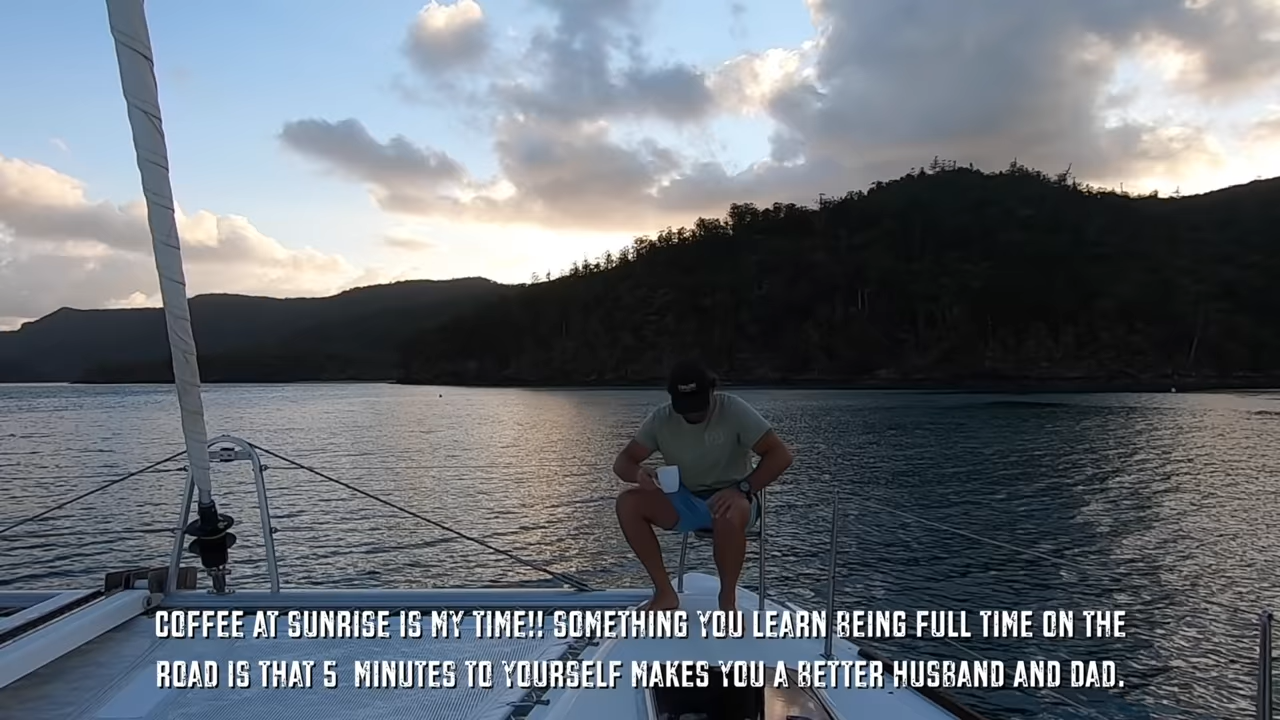 COFFEE AT SUNRISE IS MY TIME!! SOMETHING YOU LEARN BEING FULL TIME ON THE
ROAD IS THAT 5 MINUTES TO YOURSELF MAKES YOU A BETTER HUSBAND AND DAD.